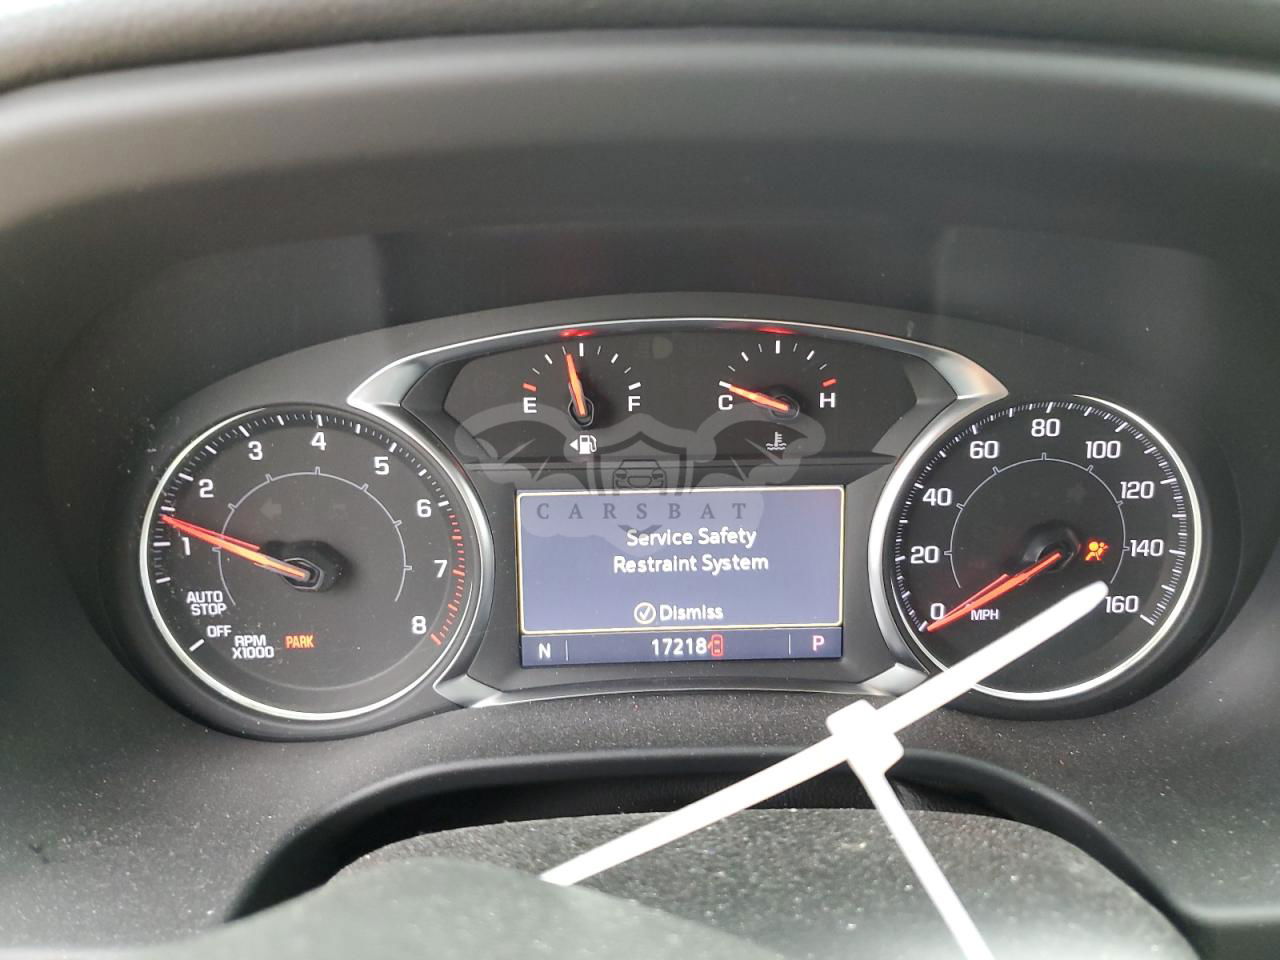 E F
C H
1 2 3 4 5 6 7 8
AUTO
STOP
OFF
RPM
X1000
PARK
CARSBAT
Service Safety
Restraint System
Dismiss
N 17218 P
0 20 40 60 80 100 120 140 160
MPH